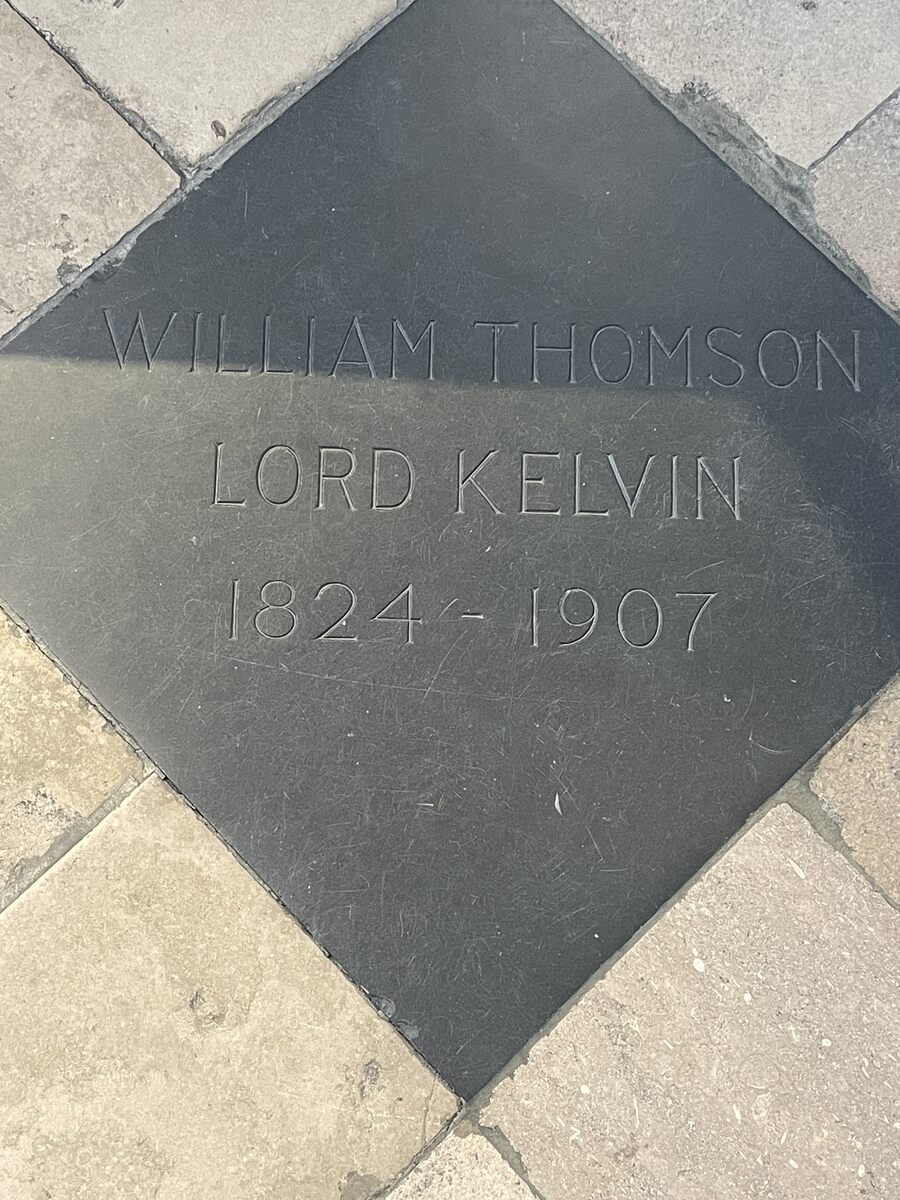 WILLIAM THOMSON
LORD KELVIN
1824 - 1907